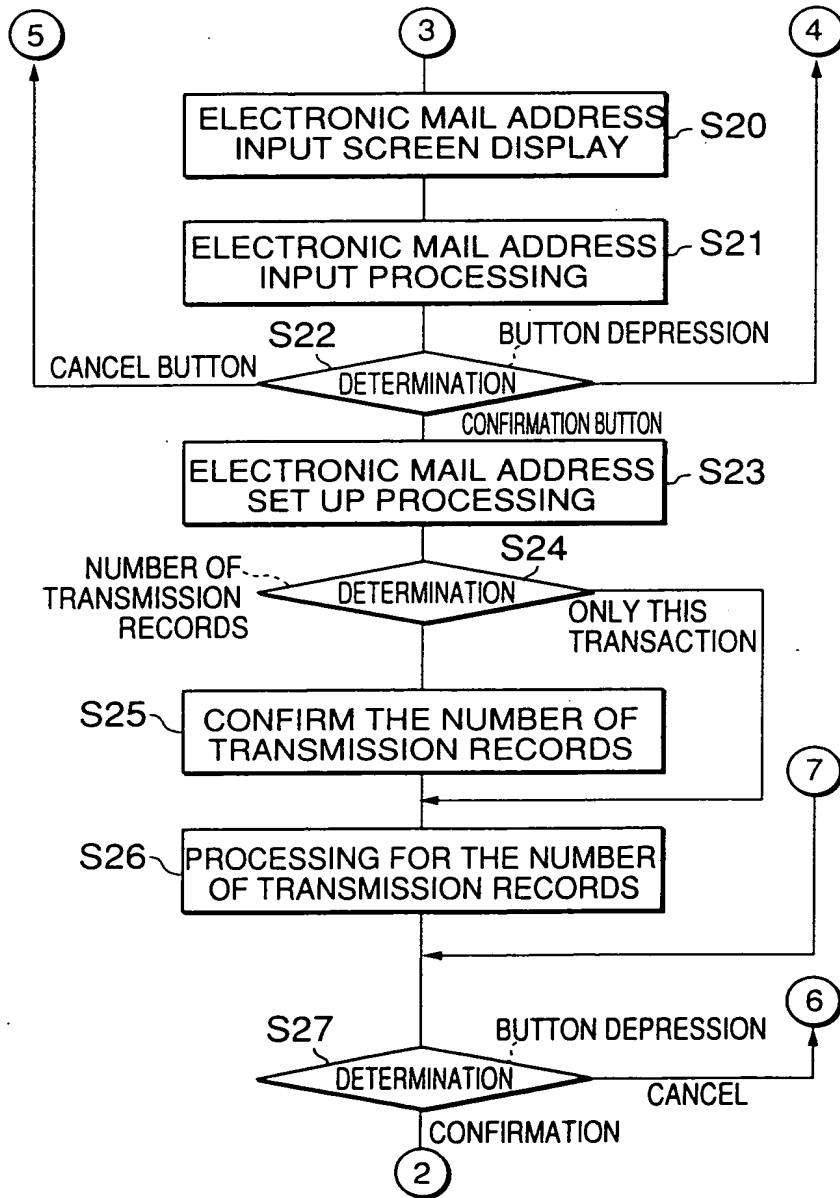 5
3
4
ELECTRONIC MAIL ADDRESS
INPUT SCREEN DISPLAY
S20
ELECTRONIC MAIL ADDRESS
INPUT PROCESSING
S21
S22
BUTTON DEPRESSION
CANCEL BUTTON
DETERMINATION
CONFIRMATION BUTTON
ELECTRONIC MAIL ADDRESS
SET UP PROCESSING
S23
S24
NUMBER OF
TRANSMISSION
RECORDS
DETERMINATION
ONLY THIS
TRANSACTION
S25
CONFIRM THE NUMBER OF
TRANSMISSION RECORDS
7
S26
PROCESSING FOR THE NUMBER
OF TRANSMISSION RECORDS
6
S27
BUTTON DEPRESSION
DETERMINATION
CANCEL
CONFIRMATION
2